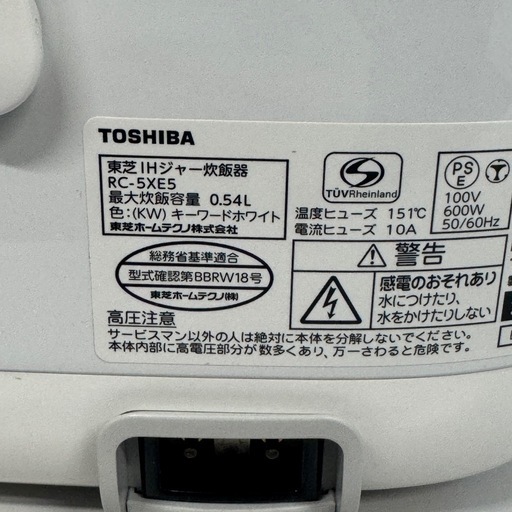 TOSHIBA
東芝IHジャー炊飯器
RC-5XE5
最大炊飯容量 0.54L
色:(KW) キーワードホワイト
東芝ホームテクノ株式会社
総務省基準適合
型式確認第BBRW18号
東芝ホームテクノ(株)
TÜVRheinland
PS
E
100V
600W
50/60Hz
温度ヒューズ 151℃
電流ヒューズ 10A
警告
感電のおそれあり
水につけたり、
水をかけたりしない
高圧注意
サービスマン以外の人は絶対に本体を分解しないでください。
本体内部に高電圧部分が数多くあり、万一さわると危険です。